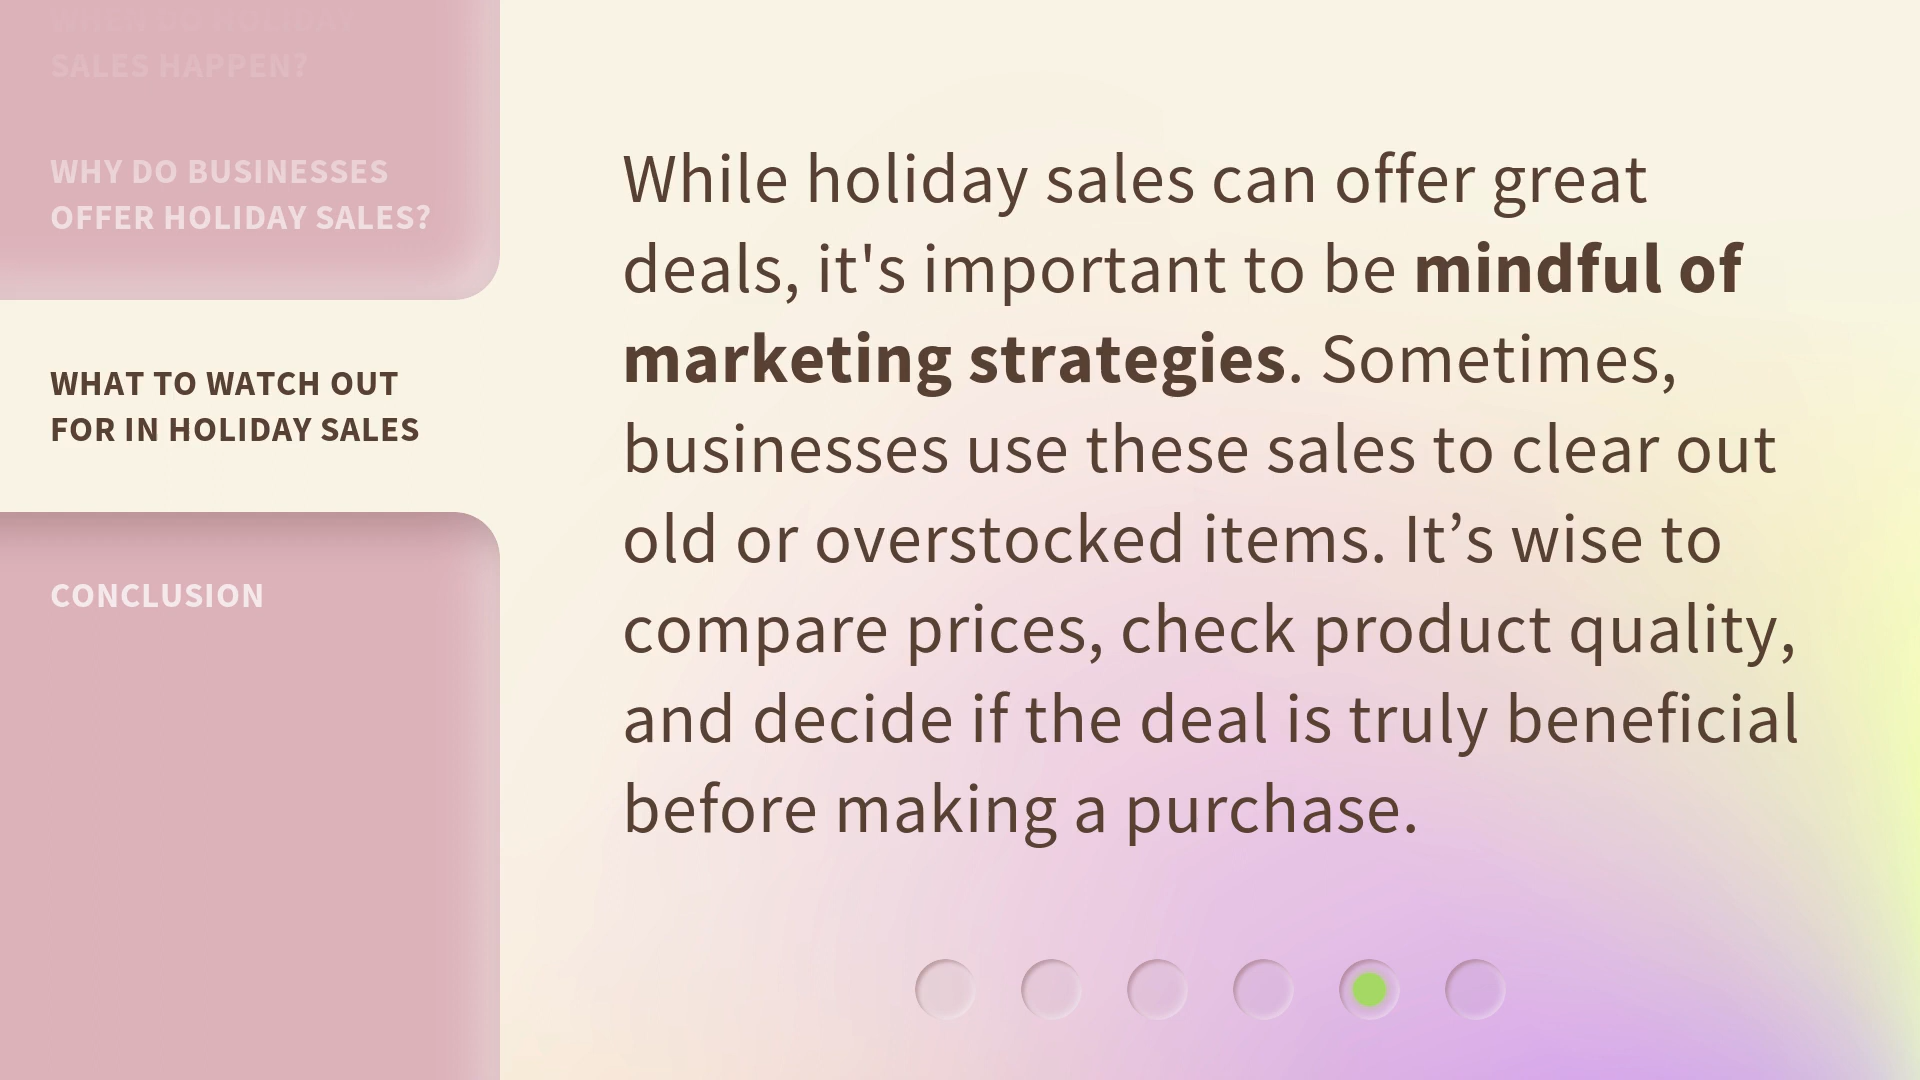 WHEN DO HOLIDAY
SALES HAPPEN?
WHY DO BUSINESSES
OFFER HOLIDAY SALES?
WHAT TO WATCH OUT
FOR IN HOLIDAY SALES
CONCLUSION
While holiday sales can offer great
deals, it's important to be mindful of
marketing strategies. Sometimes,
businesses use these sales to clear out
old or overstocked items. It’s wise to
compare prices, check product quality,
and decide if the deal is truly beneficial
before making a purchase.